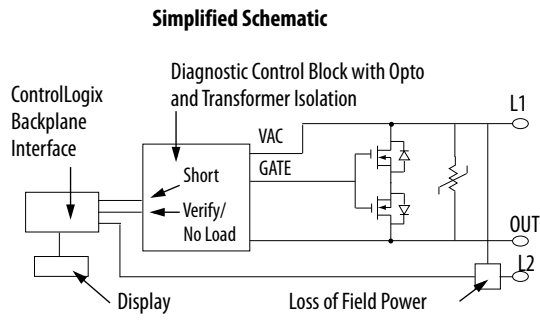 Simplified Schematic
Diagnostic Control Block with Opto
and Transformer Isolation
ControlLogix
Backplane
Interface
L1
VAC
GATE
Short
Verify/
No Load
OUT
L2
Display
Loss of Field Power